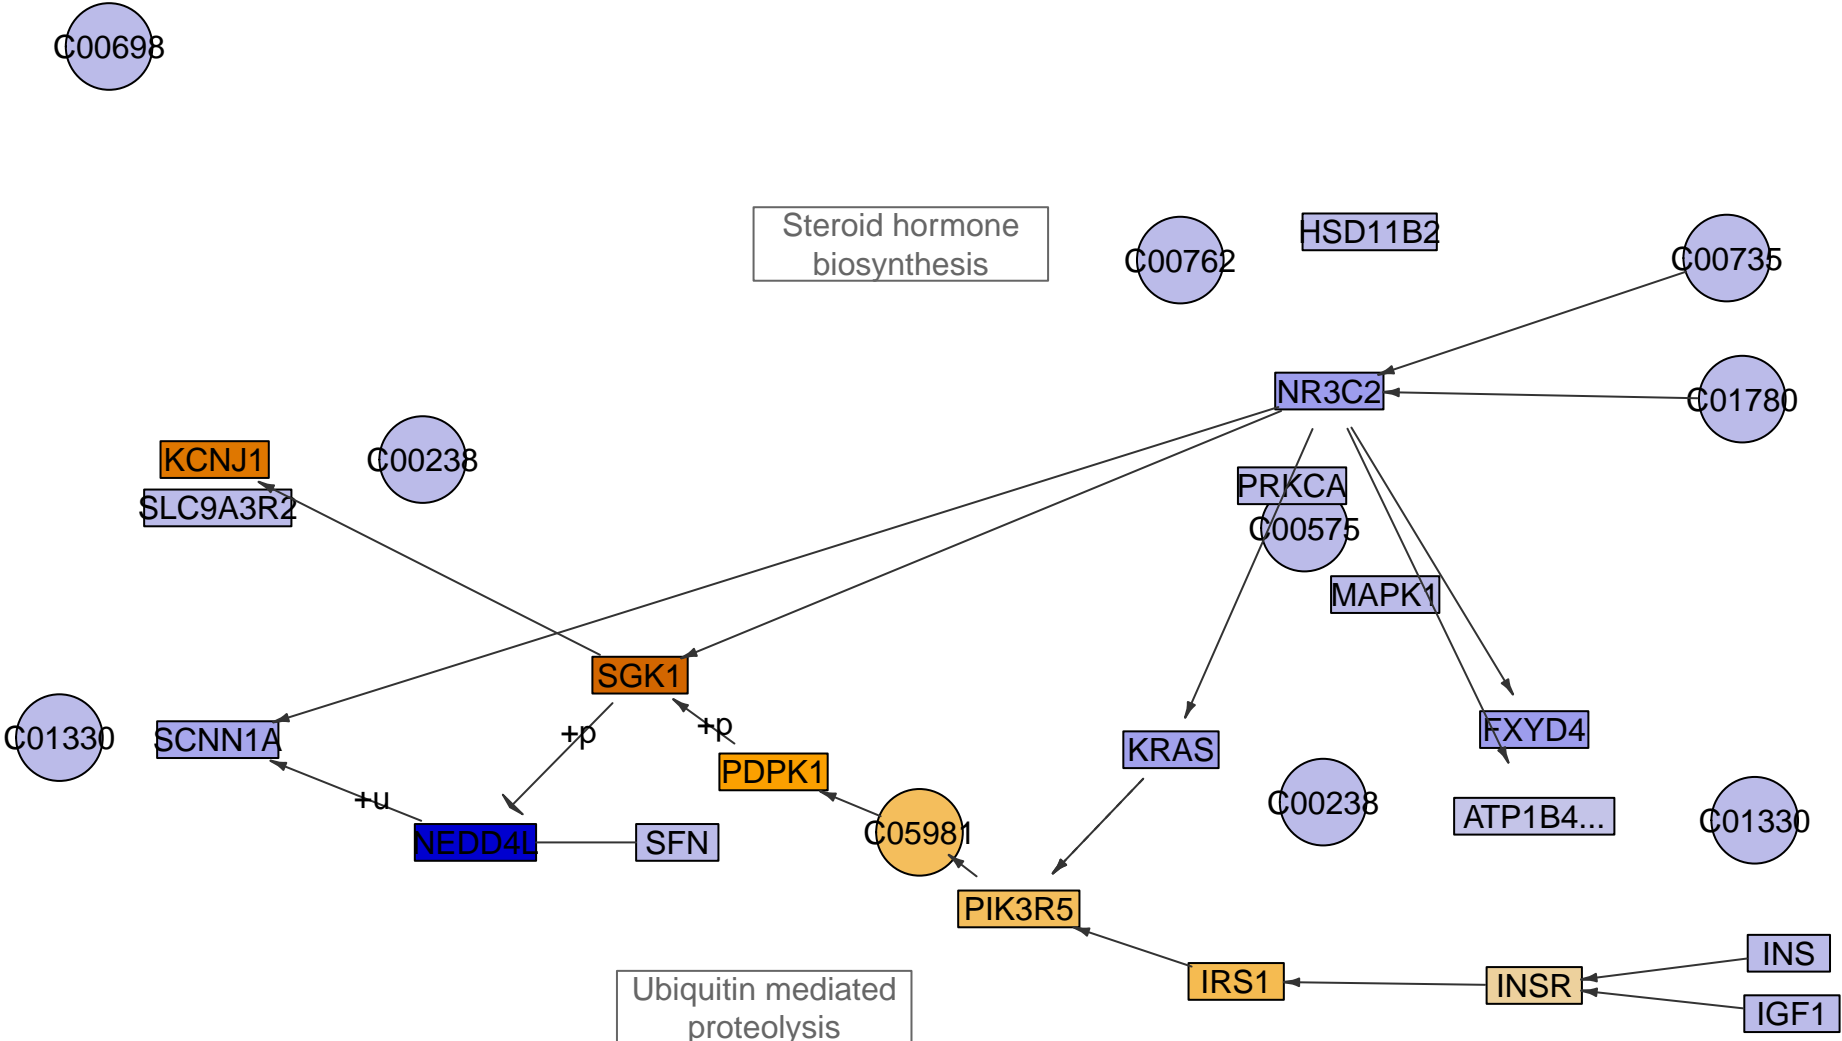 C00698
Steroid hormone
biosynthesis
C00762
HSD11B2
C00735
NR3C2
C01780
KCNJ1
C00238
SLC9A3R2
PRKCA
C00575
MAPK1
SGK1
C01330
SCNN1A
+p
+p
KRAS
FXYD4
PDPK1
+u
C00238
ATP1B4...
C01330
NEDD4L
SFN
C05981
PIK3R5
INS
Ubiquitin mediated
proteolysis
IRS1
INSR
IGF1